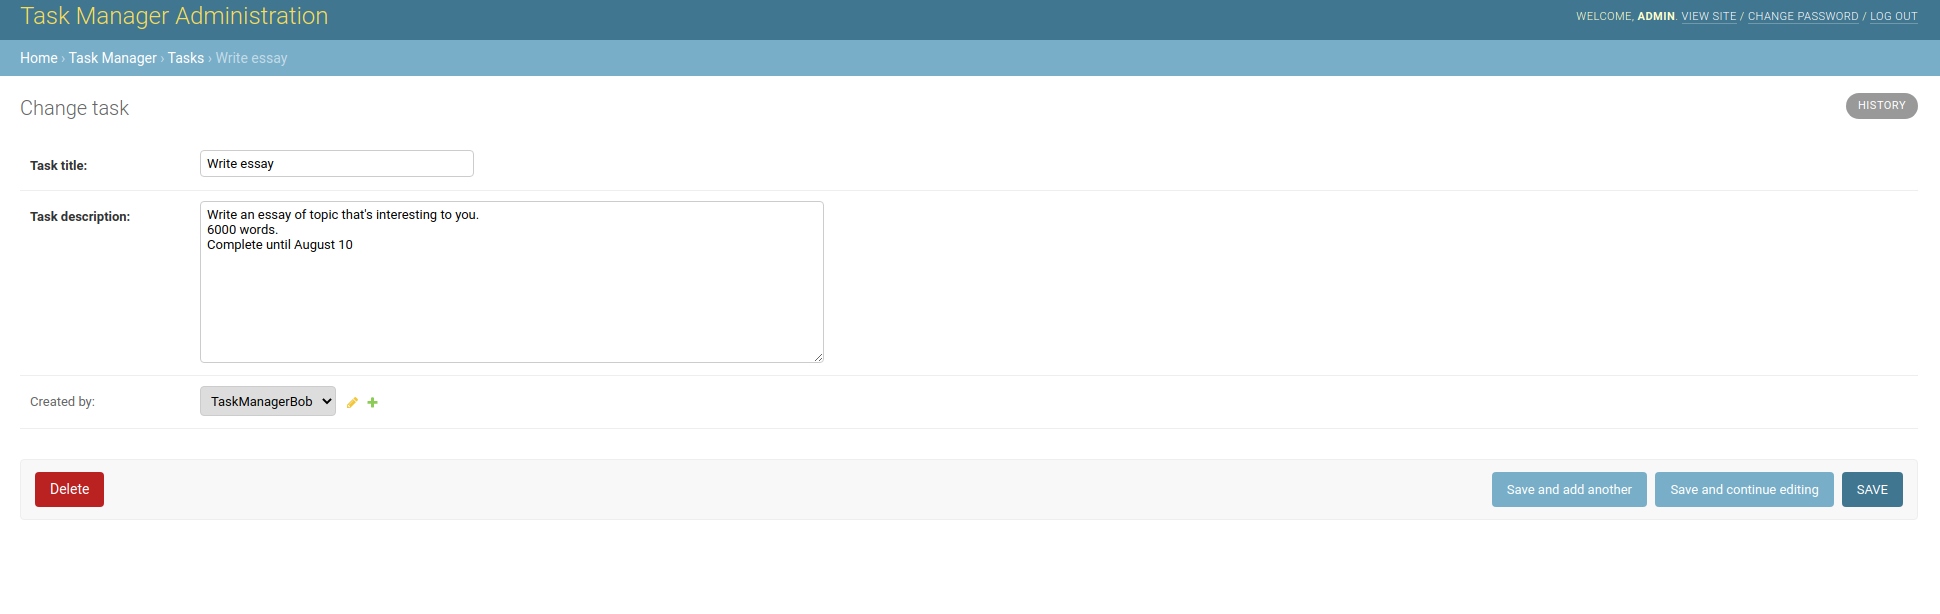 Task Manager Administration
WELCOME, ADMIN. VIEW SITE / CHANGE PASSWORD / LOG OUT
Home › Task Manager › Tasks › Write essay
Change task
HISTORY
Task title:
Write essay
Task description:
Write an essay of topic that's interesting to you.
6000 words.
Complete until August 10
Created by:
TaskManagerBob
Delete
Save and add another
Save and continue editing
SAVE